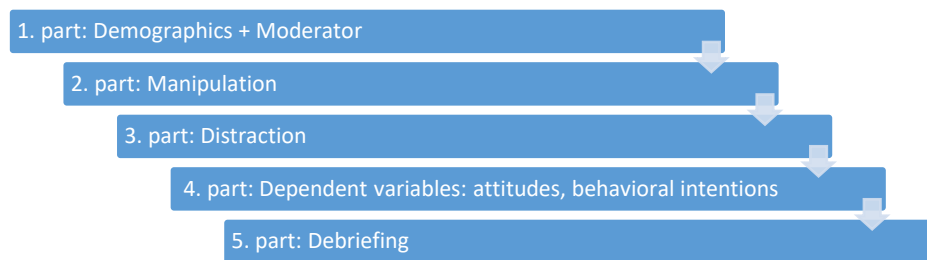 1. part: Demographics + Moderator
2. part: Manipulation
3. part: Distraction
4. part: Dependent variables: attitudes, behavioral intentions
5. part: Debriefing